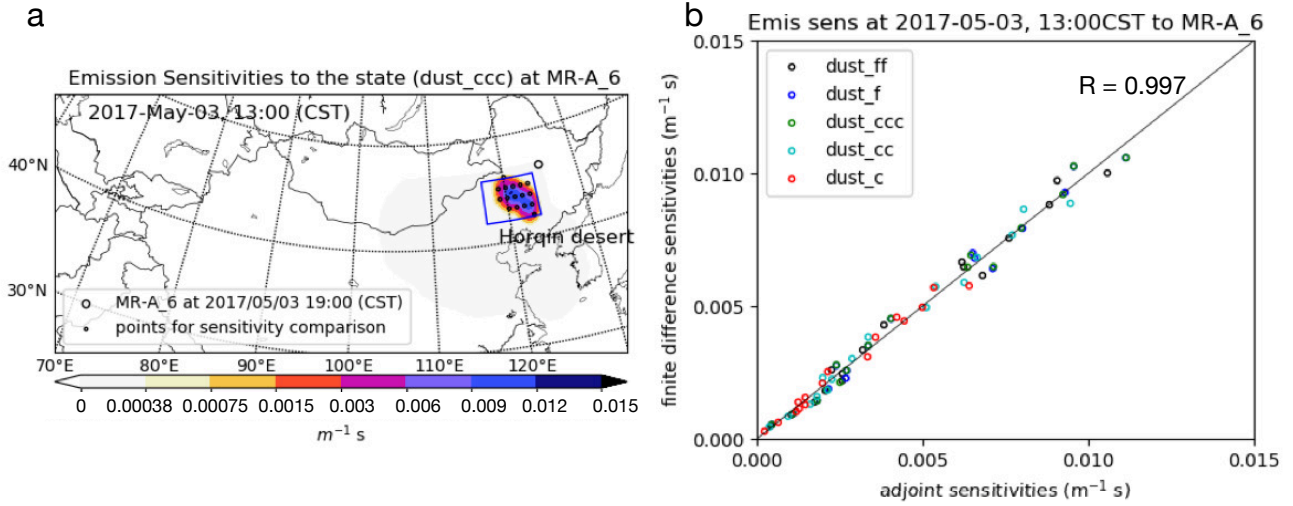 a
Emission Sensitivities to the state (dust_ccc) at MR-A_6
2017-May-03, 13:00 (CST)
40°N
30°N
Horqin desert
MR-A_6 at 2017/05/03 19:00 (CST)
points for sensitivity comparison
70°E 80°E 90°E 100°E 110°E 120°E
0 0.00038 0.00075 0.0015 0.003 0.006 0.009 0.012 0.015
m⁻¹ s
b
Emis sens at 2017-05-03, 13:00CST to MR-A_6
0.015
0.010
0.005
0.000
finite difference sensitivities (m⁻¹ s)
dust_ff
dust_f
dust_ccc
dust_cc
dust_c
R = 0.997
0.000 0.005 0.010 0.015
adjoint sensitivities (m⁻¹ s)